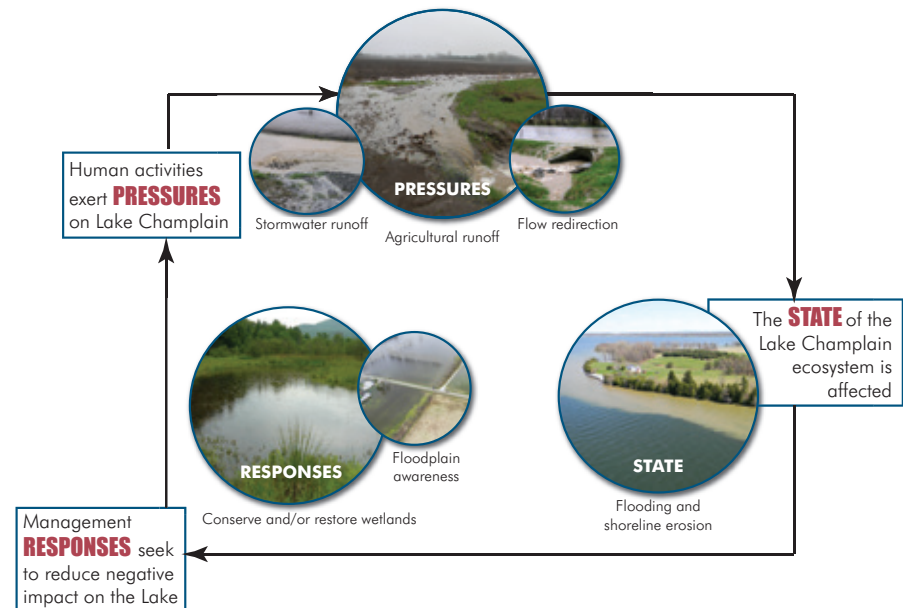 Human activities
exert PRESSURES
on Lake Champlain
PRESSURES
Stormwater runoff
Agricultural runoff
Flow redirection
The STATE of the
Lake Champlain
ecosystem is
affected
STATE
Flooding and
shoreline erosion
RESPONSES
Floodplain
awareness
Conserve and/or restore wetlands
Management
RESPONSES seek
to reduce negative
impact on the Lake